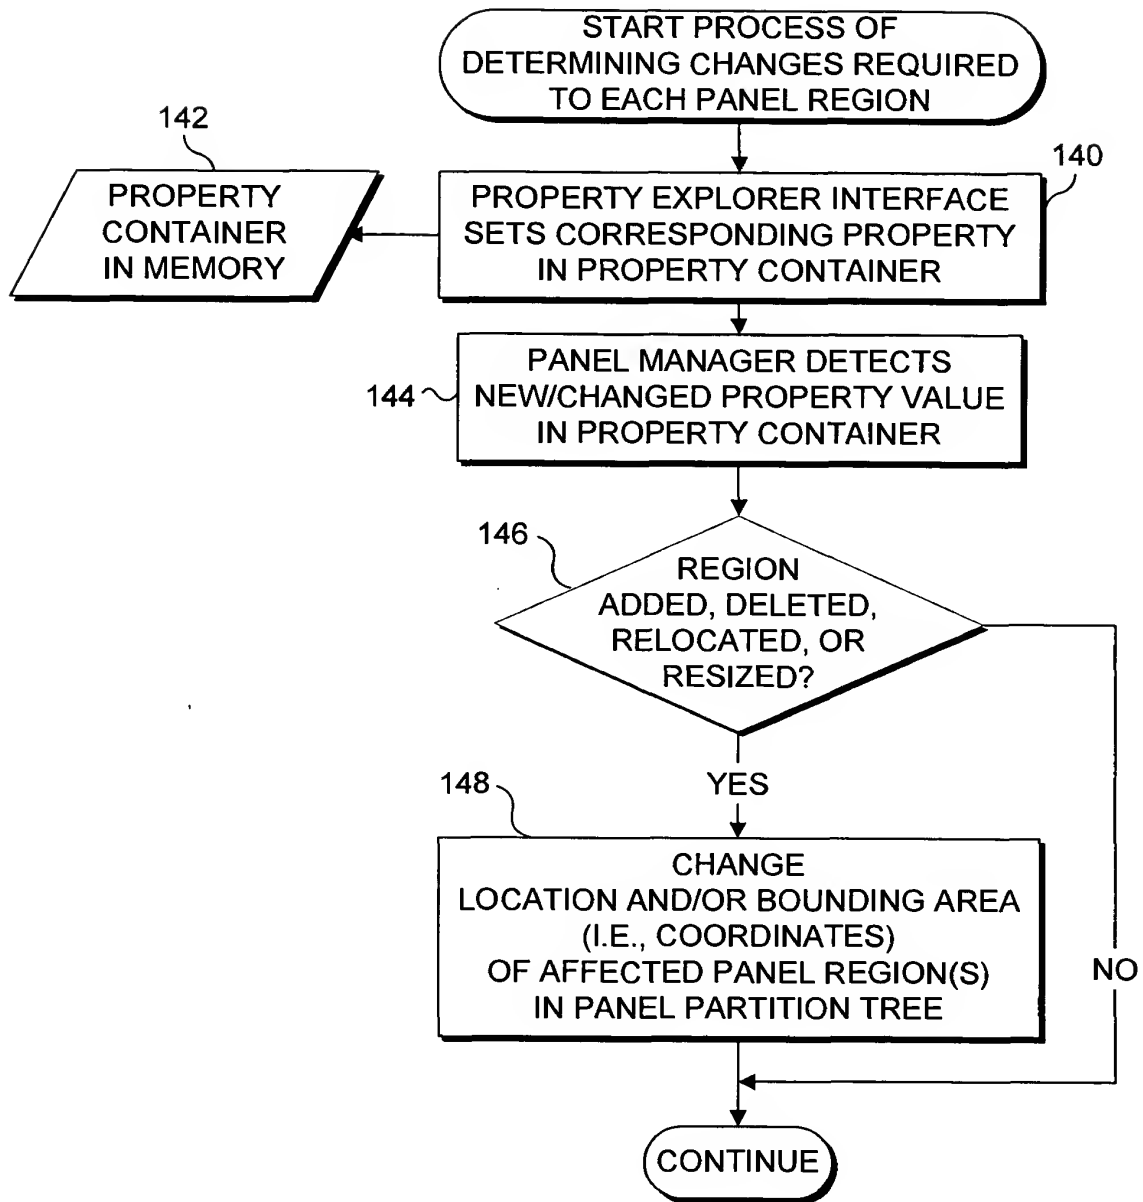 START PROCESS OF
DETERMINING CHANGES REQUIRED
TO EACH PANEL REGION
142
PROPERTY
CONTAINER
IN MEMORY
140
PROPERTY EXPLORER INTERFACE
SETS CORRESPONDING PROPERTY
IN PROPERTY CONTAINER
144
PANEL MANAGER DETECTS
NEW/CHANGED PROPERTY VALUE
IN PROPERTY CONTAINER
146
REGION
ADDED, DELETED,
RELOCATED, OR
RESIZED?
YES
148
CHANGE
LOCATION AND/OR BOUNDING AREA
(I.E., COORDINATES)
OF AFFECTED PANEL REGION(S)
IN PANEL PARTITION TREE
NO
CONTINUE